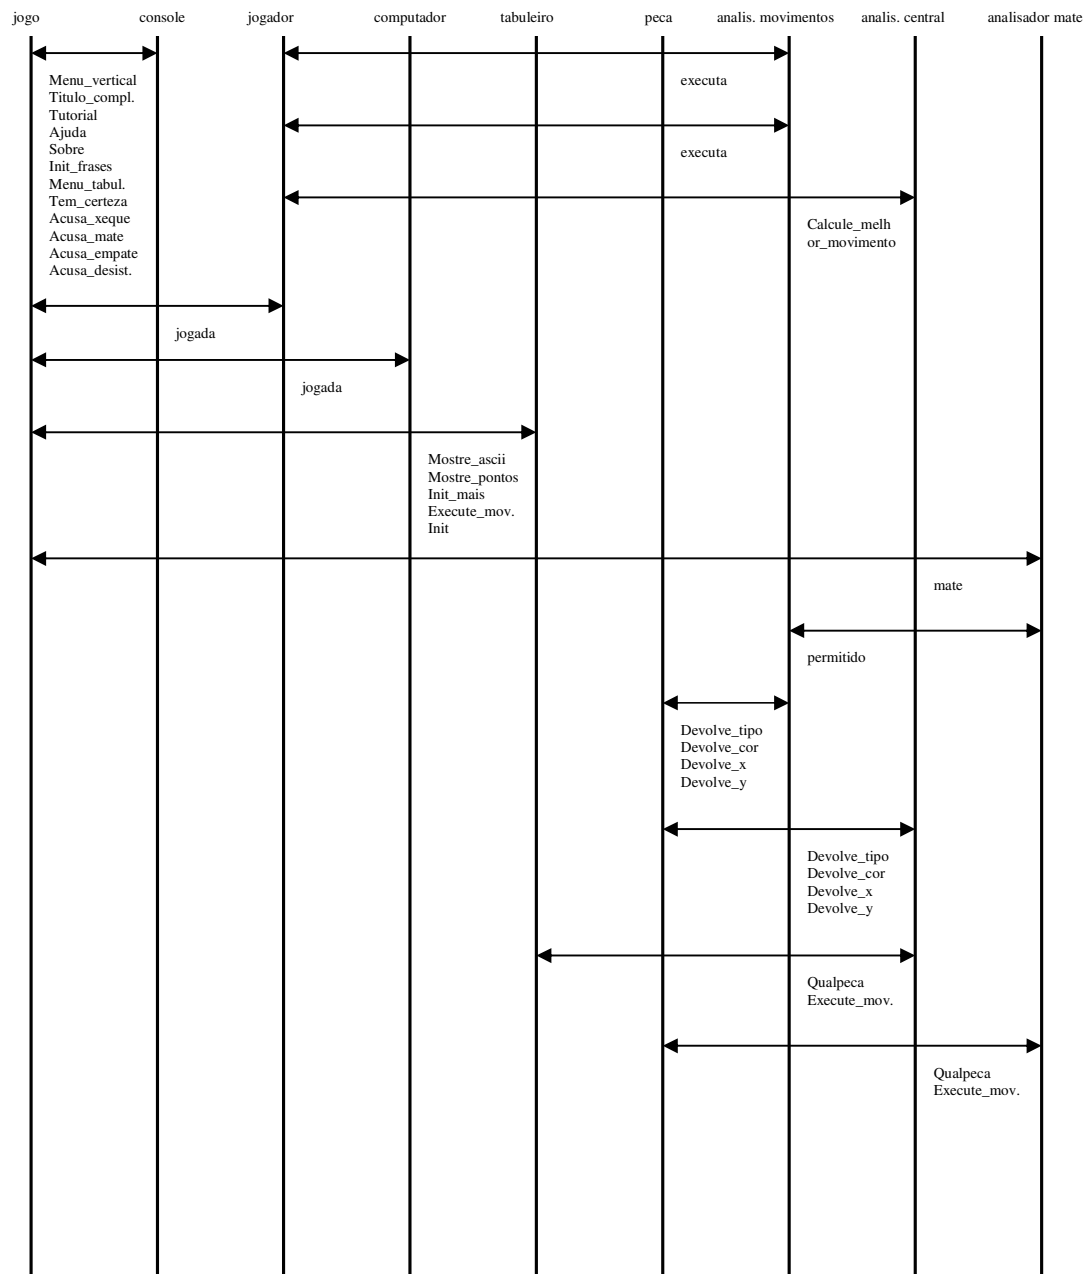 jogo console jogador computador tabuleiro peca analis. movimentos analis. central analisador mate
Menu_vertical
Titulo_compl.
Tutorial
Ajuda
Sobre
Init_frases
Menu_tabul.
Tem_certeza
Acusa_xeque
Acusa_mate
Acusa_empate
Acusa_desist.
executa
executa
Calcule_melh
or_movimento
jogada
jogada
Mostre_ascii
Mostre_pontos
Init_mais
Execute_mov.
Init
mate
permitido
Devolve_tipo
Devolve_cor
Devolve_x
Devolve_y
Devolve_tipo
Devolve_cor
Devolve_x
Devolve_y
Qualpeca
Execute_mov.
Qualpeca
Execute_mov.